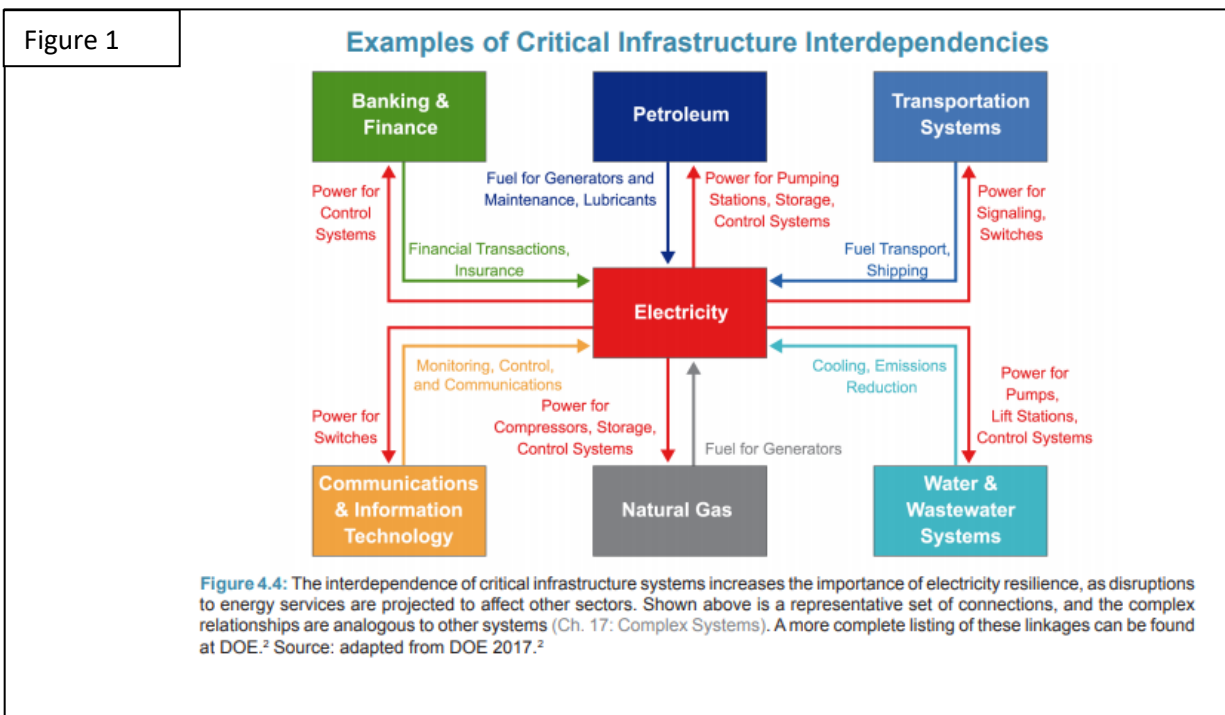 Figure 1
Examples of Critical Infrastructure Interdependencies
Banking &
Finance
Petroleum
Transportation
Systems
Power for
Control
Systems
Fuel for Generators and
Maintenance, Lubricants
Power for Pumping
Stations, Storage,
Control Systems
Power for
Signaling,
Switches
Financial Transactions,
Insurance
Fuel Transport,
Shipping
Electricity
Monitoring, Control,
and Communications
Cooling, Emissions
Reduction
Power for
Switches
Power for
Compressors, Storage,
Control Systems
Fuel for Generators
Power for
Pumps,
Lift Stations,
Control Systems
Communications
& Information
Technology
Natural Gas
Water &
Wastewater
Systems
Figure 4.4: The interdependence of critical infrastructure systems increases the importance of electricity resilience, as disruptions
to energy services are projected to affect other sectors. Shown above is a representative set of connections, and the complex
relationships are analogous to other systems (Ch. 17: Complex Systems). A more complete listing of these linkages can be found
at DOE.² Source: adapted from DOE 2017.²